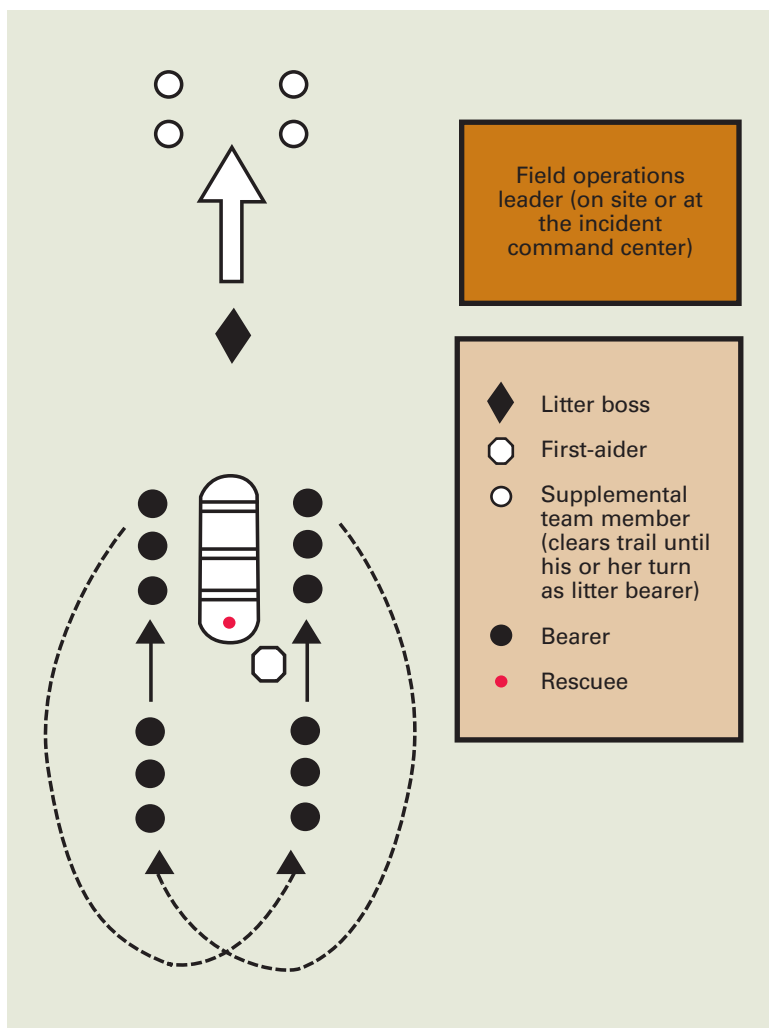 Field operations
leader (on site or at
the incident
command center)
Litter boss
First-aider
Supplemental
team member
(clears trail until
his or her turn
as litter bearer)
Bearer
Rescuee